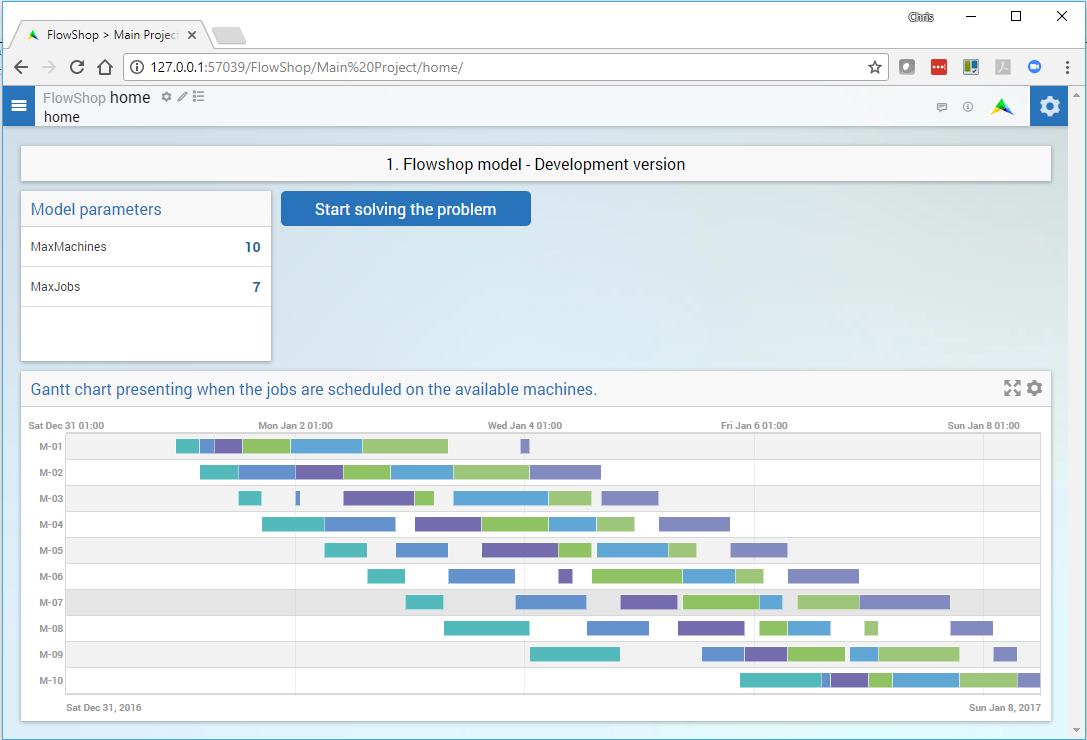 Chris
FlowShop > Main Project
127.0.0.1:57039/FlowShop/Main%20Project/home/
FlowShop home
home
1. Flowshop model - Development version
Model parameters
Start solving the problem
MaxMachines 10
MaxJobs 7
Gantt chart presenting when the jobs are scheduled on the available machines.
Sat Dec 31 01:00 Mon Jan 2 01:00 Wed Jan 4 01:00 Fri Jan 6 01:00 Sun Jan 8 01:00
M-01
M-02
M-03
M-04
M-05
M-06
M-07
M-08
M-09
M-10
Sat Dec 31, 2016 Sun Jan 8, 2017